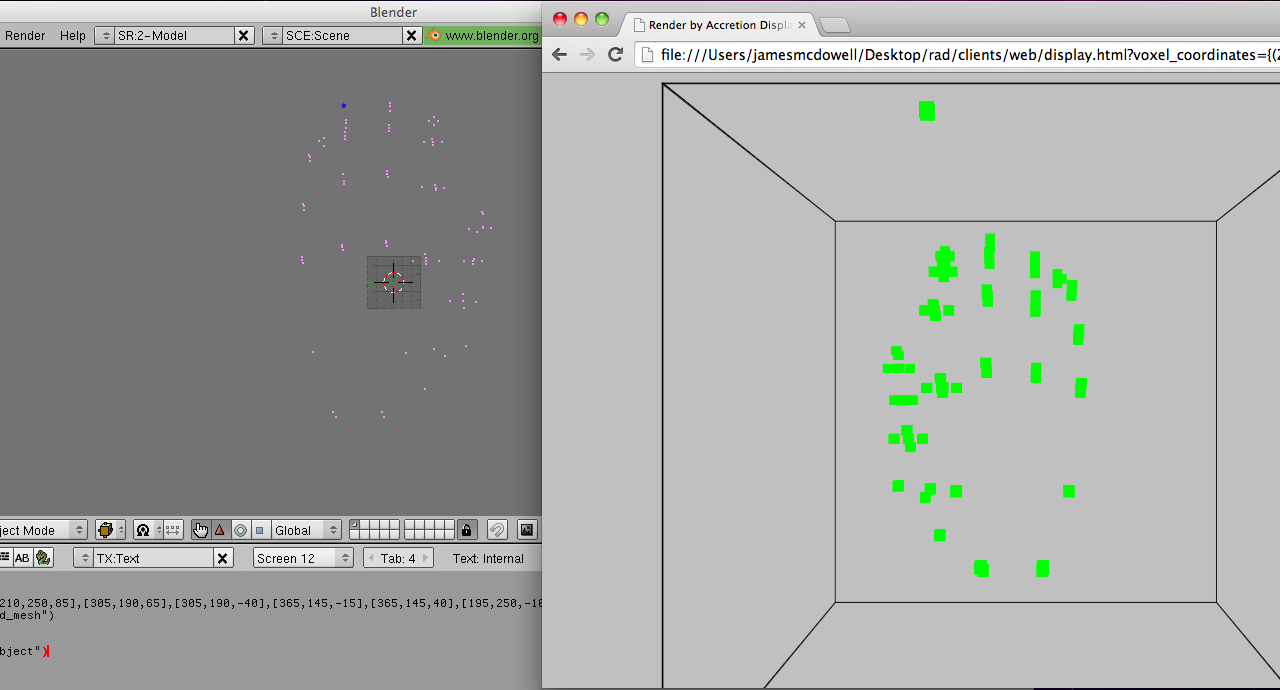 Blender
Render Help SR:2-Model SCE:Scene www.blender.org
Render by Accretion Displa
file:///Users/jamesmcdowell/Desktop/rad/clients/web/display.html?voxel_coordinates={(2
ject Mode Global
AB TX:Text Screen 12 Tab: 4 Text: Internal
210,250,85],[305,190,65],[305,190,-40],[365,145,-15],[365,145,40],[195,250,-10
d_mesh")
bject")